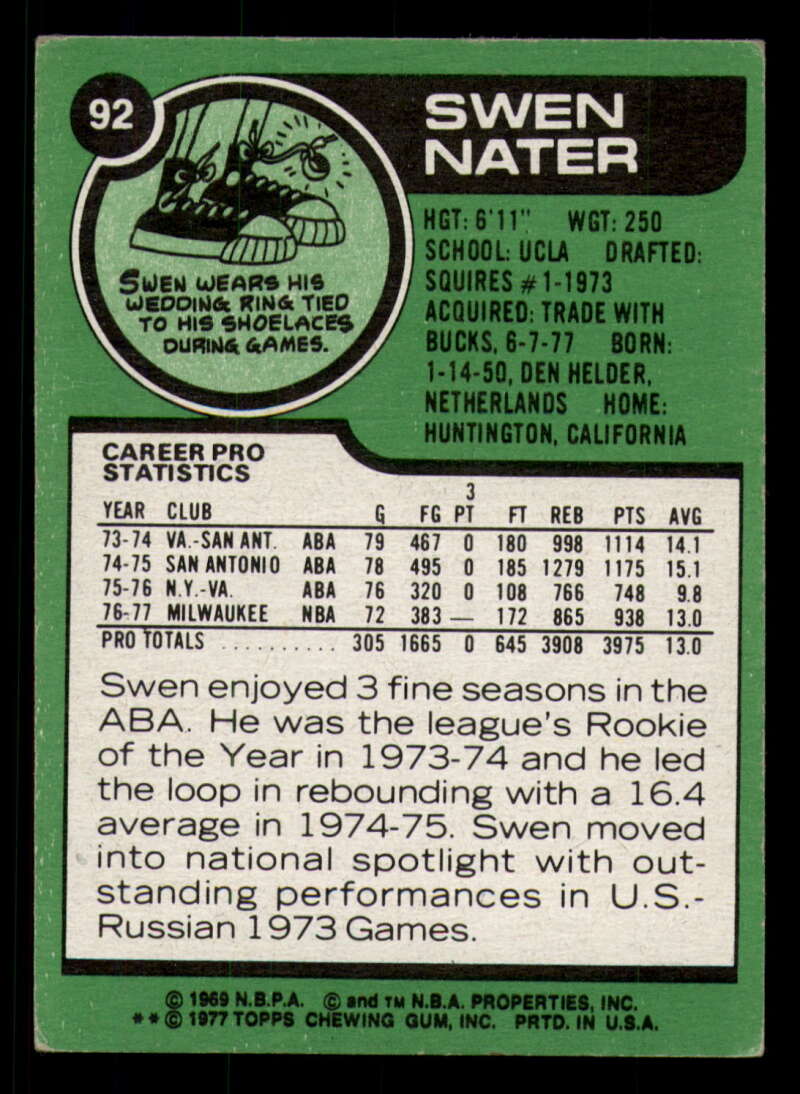 92
SWEN
NATER
SWEN WEARS HIS
WEDDING RING TIED
TO HIS SHOELACES
DURING GAMES.
HGT: 6'11" WGT: 250
SCHOOL: UCLA DRAFTED:
SQUIRES #1-1973
ACQUIRED: TRADE WITH
BUCKS, 6-7-77 BORN:
1-14-50, DEN HELDER,
NETHERLANDS HOME:
HUNTINGTON, CALIFORNIA
CAREER PRO
STATISTICS
YEAR CLUB G FG 3 PT FT REB PTS AVG
73-74 VA.-SAN ANT. ABA 79 467 0 180 998 1114 14.1
74-75 SAN ANTONIO ABA 78 495 0 185 1279 1175 15.1
75-76 N.Y.-VA. ABA 76 320 0 108 766 748 9.8
76-77 MILWAUKEE NBA 72 383 — 172 865 938 13.0
PRO TOTALS .......... 305 1665 0 645 3908 3975 13.0
Swen enjoyed 3 fine seasons in the
ABA. He was the league's Rookie
of the Year in 1973-74 and he led
the loop in rebounding with a 16.4
average in 1974-75. Swen moved
into national spotlight with out-
standing performances in U.S.-
Russian 1973 Games.
© 1969 N.B.P.A. © and TM N.B.A. PROPERTIES, INC.
**© 1977 TOPPS CHEWING GUM, INC. PRTD. IN U.S.A.